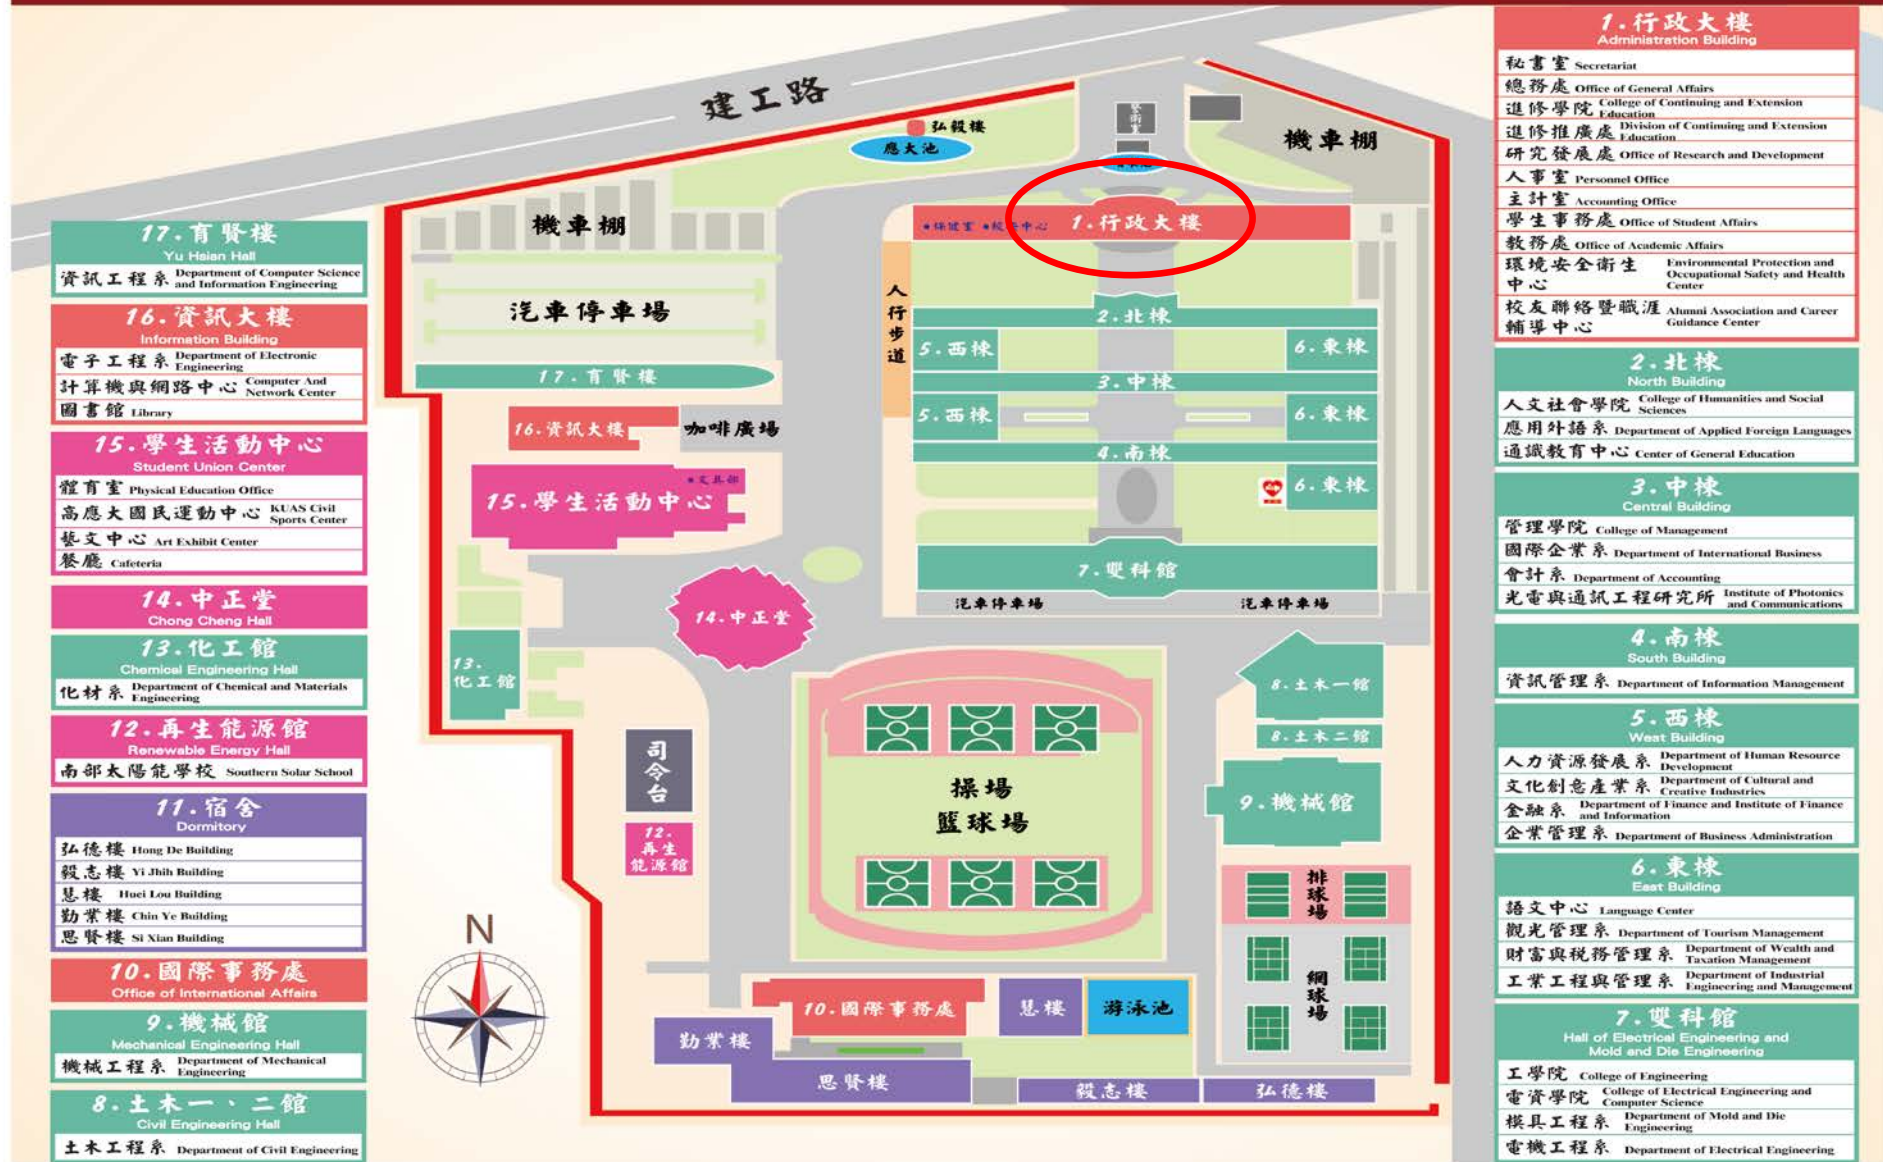 17.育賢樓
Yu Hsian Hall
資訊工程系 Department of Computer Science
and Information Engineering
16.資訊大樓
Information Building
電子工程系 Department of Electronic
Engineering
計算機與網路中心 Computer And
Network Center
圖書館 Library
15.學生活動中心
Student Union Center
體育室 Physical Education Office
高應大國民運動中心 KUAS Civil
Sports Center
藝文中心 Art Exhibit Center
餐廳 Cafeteria
14.中正堂
Chong Cheng Hall
13.化工館
Chemical Engineering Hall
化材系 Department of Chemical and Materials
Engineering
12.再生能源館
Renewable Energy Hall
南部太陽能學校 Southern Solar School
11.宿舍
Dormitory
弘德樓 Hong De Building
毅志樓 Yi Jhih Building
慧樓 Huei Lou Building
勤業樓 Chin Ye Building
思賢樓 Si Xian Building
10.國際事務處
Office of International Affairs
9.機械館
Mechanical Engineering Hall
機械工程系 Department of Mechanical
Engineering
8.土木一、二館
Civil Engineering Hall
土木工程系 Department of Civil Engineering
建工路
弘毅樓
應大池
警衛室
機車棚
機車棚
1.行政大樓
汽車停車場
人行步道
2.北棟
5.西棟
6.東棟
17.育賢樓
3.中棟
16.資訊大樓
咖啡廣場
5.西棟
6.東棟
4.南棟
15.學生活動中心
★文具部
6.東棟
7.雙科館
汽車停車場
汽車停車場
14.中正堂
13.
化工館
8.土木一館
8.土木二館
司令台
操場
籃球場
9.機械館
12.
再生
能源館
排球場
網球場
N
10.國際事務處
慧樓
游泳池
勤業樓
思賢樓
毅志樓
弘德樓
1.行政大樓
Administration Building
秘書室 Secretariat
總務處 Office of General Affairs
進修學院 College of Continuing and Extension
Education
進修推廣處 Division of Continuing and Extension
Education
研究發展處 Office of Research and Development
人事室 Personnel Office
主計室 Accounting Office
學生事務處 Office of Student Affairs
教務處 Office of Academic Affairs
環境安全衛生
中心 Environmental Protection and
Occupational Safety and Health
Center
校友聯絡暨職涯
輔導中心 Alumni Association and Career
Guidance Center
2.北棟
North Building
人文社會學院 College of Humanities and Social
Sciences
應用外語系 Department of Applied Foreign Languages
通識教育中心 Center of General Education
3.中棟
Central Building
管理學院 College of Management
國際企業系 Department of International Business
會計系 Department of Accounting
光電與通訊工程研究所 Institute of Photonics
and Communications
4.南棟
South Building
資訊管理系 Department of Information Management
5.西棟
West Building
人力資源發展系 Department of Human Resource
Development
文化創意產業系 Department of Cultural and
Creative Industries
金融系 Department of Finance and Institute of Finance
and Information
企業管理系 Department of Business Administration
6.東棟
East Building
語文中心 Language Center
觀光管理系 Department of Tourism Management
財富與稅務管理系 Department of Wealth and
Taxation Management
工業工程與管理系 Department of Industrial
Engineering and Management
7.雙科館
Hall of Electrical Engineering and
Mold and Die Engineering
工學院 College of Engineering
電資學院 College of Electrical Engineering and
Computer Science
模具工程系 Department of Mold and Die
Engineering
電機工程系 Department of Electrical Engineering